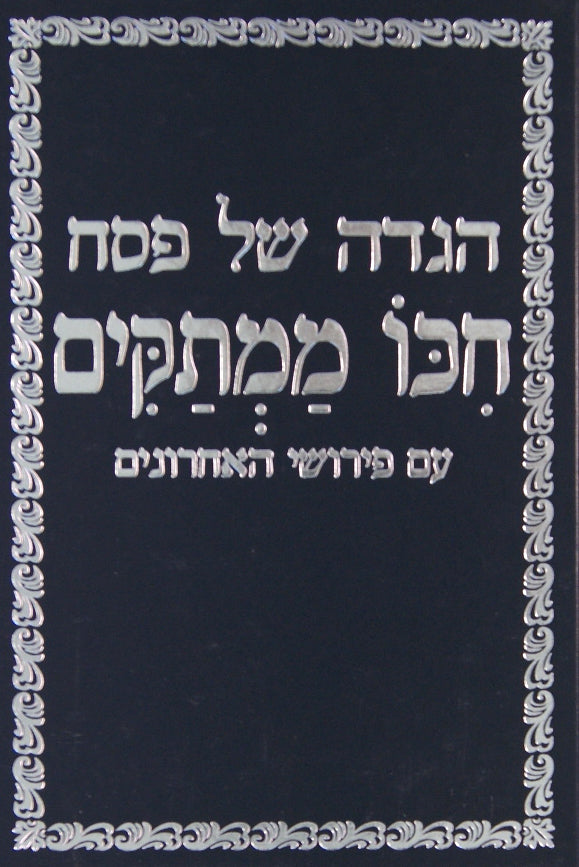 הגדה של פסח
חִכּוֹ מַמְתַקִּים
עם פירושי האחרונים